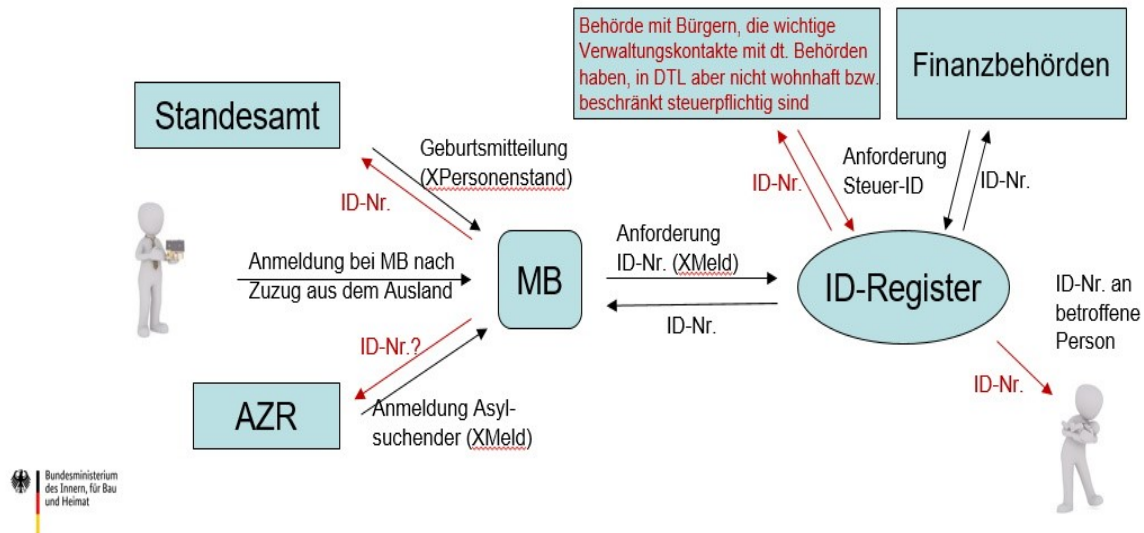 Behörde mit Bürgern, die wichtige
Verwaltungskontakte mit dt. Behörden
haben, in DTL aber nicht wohnhaft bzw.
beschränkt steuerpflichtig sind
Finanzbehörden
Standesamt
Geburtsmitteilung
(XPersonenstand)
ID-Nr.
ID-Nr.
Anforderung
Steuer-ID
ID-Nr.
Anmeldung bei MB nach
Zuzug aus dem Ausland
MB
Anforderung
ID-Nr. (XMeld)
ID-Nr.
ID-Register
ID-Nr. an
betroffene
Person
ID-Nr.
ID-Nr.?
AZR
Anmeldung Asyl-
suchender (XMeld)
Bundesministerium
des Innern, für Bau
und Heimat